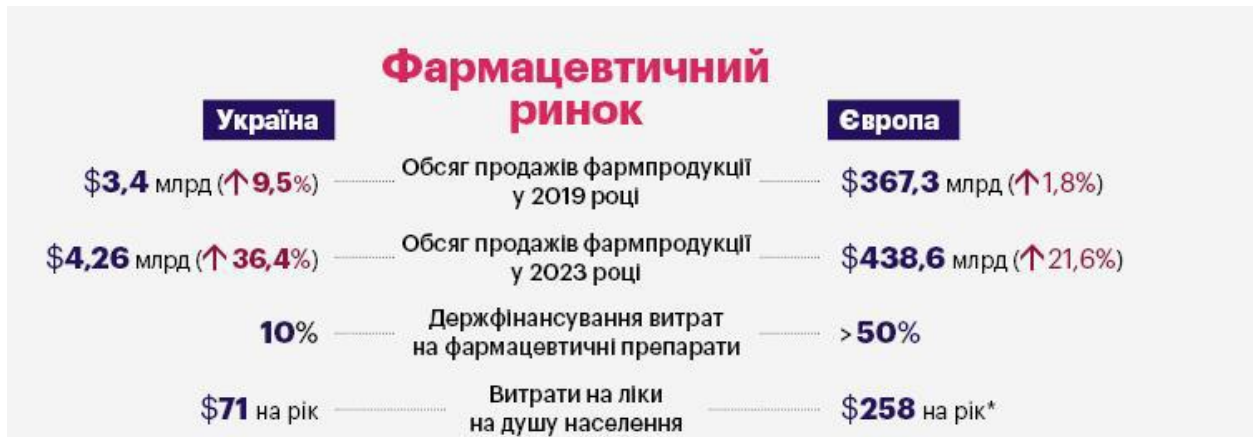 Фармацевтичний
ринок
Україна
Європа
$3,4 млрд (↑9,5%)
Обсяг продажів фармпродукції
у 2019 році
$367,3 млрд (↑1,8%)
$4,26 млрд (↑36,4%)
Обсяг продажів фармпродукції
у 2023 році
$438,6 млрд (↑21,6%)
10%
Держфінансування витрат
на фармацевтичні препарати
>50%
$71 на рік
Витрати на ліки
на душу населення
$258 на рік*